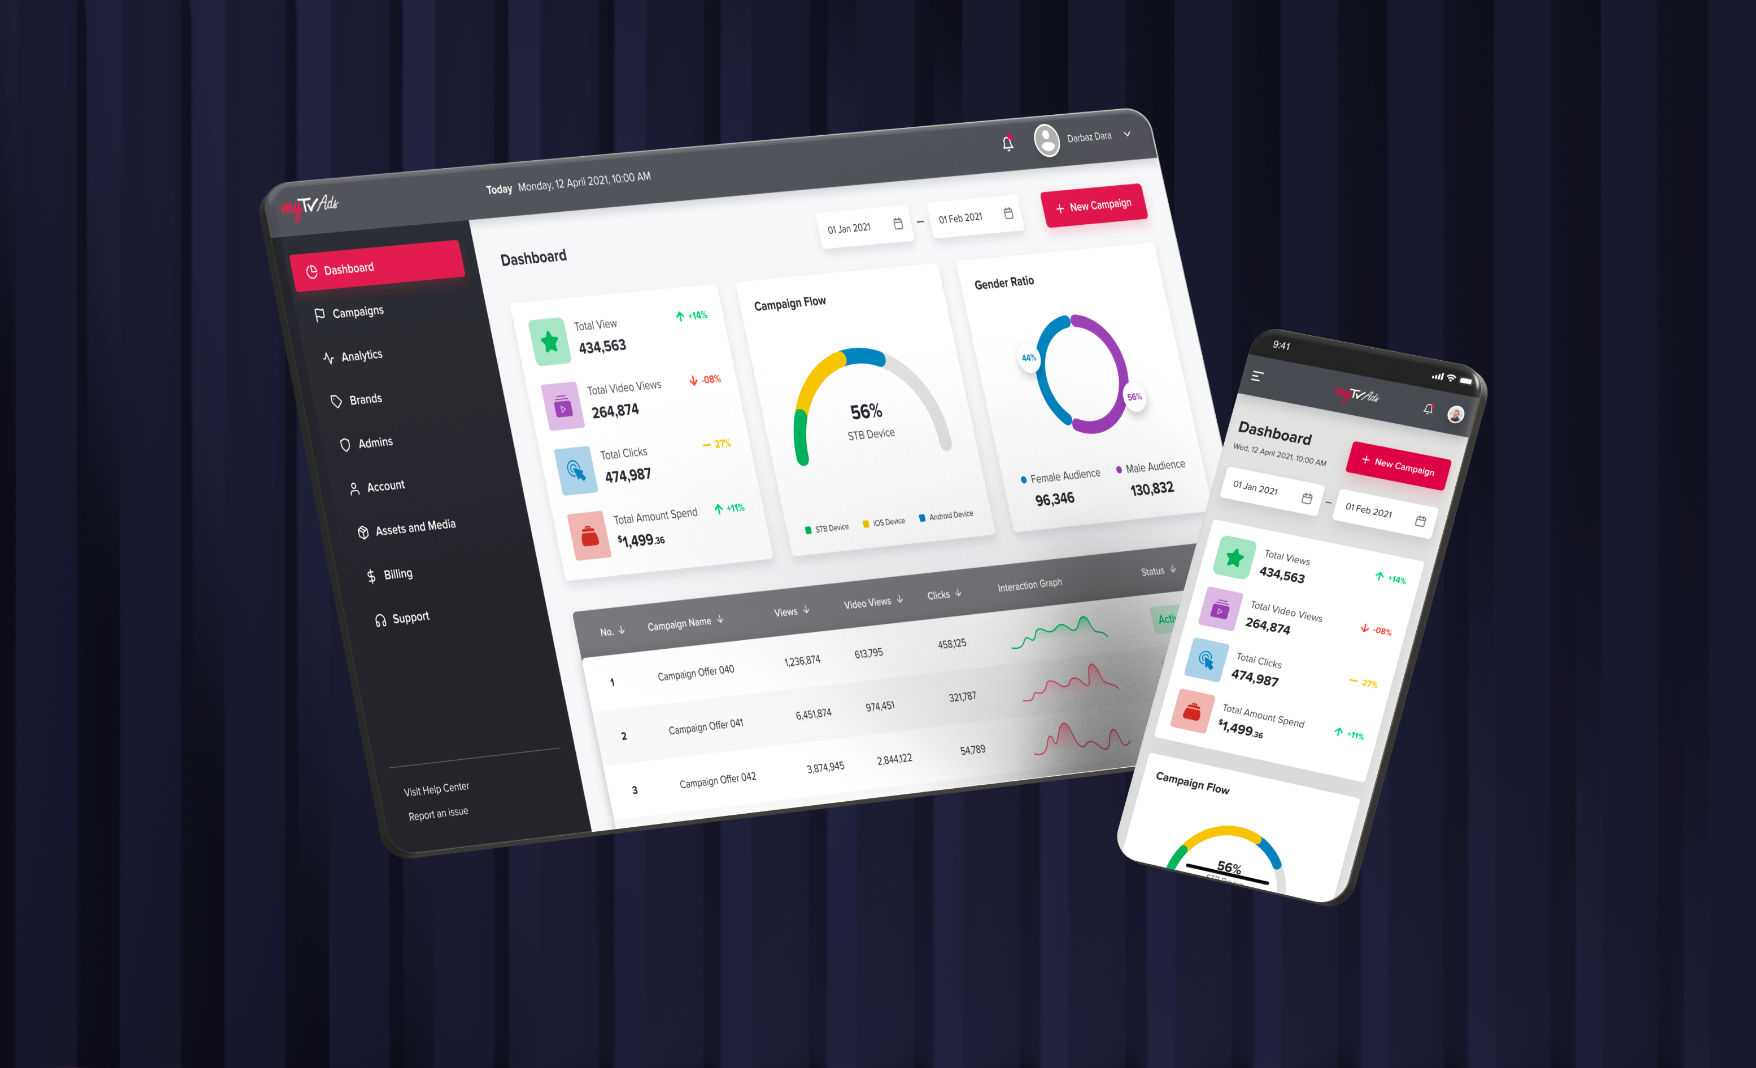 myTvAds
Today Monday, 12 April 2021, 10:00 AM
Darbaz Dara
Dashboard
Campaigns
Analytics
Brands
Admins
Account
Assets and Media
Billing
Support
Visit Help Center
Report an issue
Dashboard
01 Jan 2021 – 01 Feb 2021
+ New Campaign
Total View
434,563
+14%
Total Video Views
264,874
-08%
Total Clicks
474,987
27%
Total Amount Spend
$1,499.36
+11%
Campaign Flow
56%
STB Device
STB Device iOS Device Android Device
Gender Ratio
44%
56%
Female Audience
96,346
Male Audience
130,832
No. Campaign Name Views Video Views Clicks Interaction Graph Status
1 Campaign Offer 040 1,236,874 613,795 458,125
2 Campaign Offer 041 6,451,874 974,451 321,787
3 Campaign Offer 042 3,874,945 2,844,122 54,789
9:41
myTvAds
Dashboard
Wed, 12 April 2021, 10:00 AM
+ New Campaign
01 Jan 2021 – 01 Feb 2021
Total Views
434,563
+14%
Total Video Views
264,874
-08%
Total Clicks
474,987
27%
Total Amount Spend
$1,499.36
+11%
Campaign Flow
56%